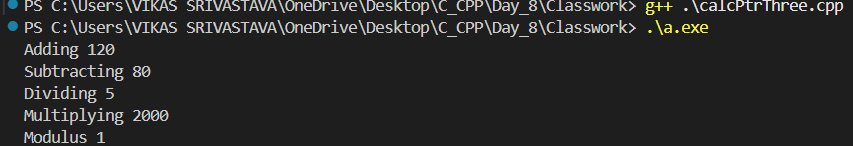 PS C:\Users\VIKAS SRIVASTAVA\OneDrive\Desktop\C_CPP\Day_8\Classwork> g++ .\calcPtrThree.cpp
PS C:\Users\VIKAS SRIVASTAVA\OneDrive\Desktop\C_CPP\Day_8\Classwork> .\a.exe
Adding 120
Subtracting 80
Dividing 5
Multiplying 2000
Modulus 1